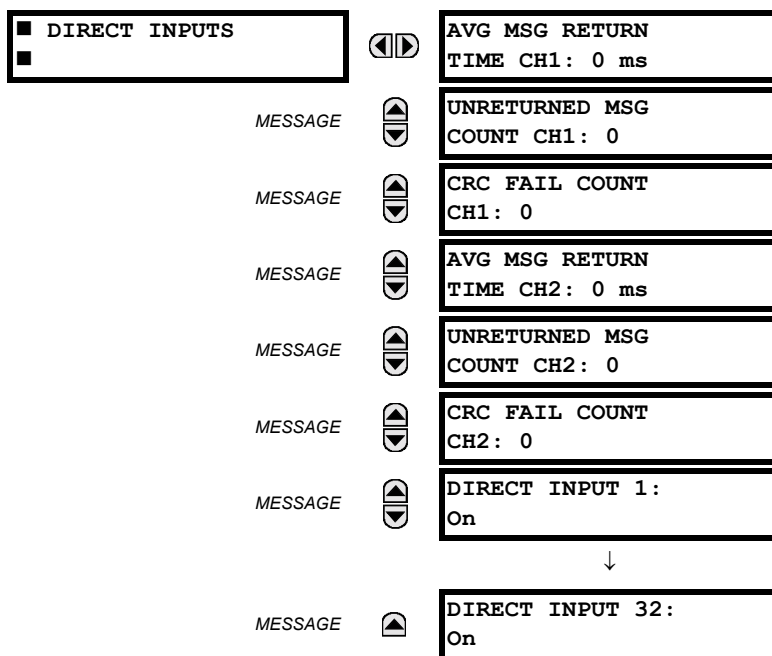 DIRECT INPUTS
AVG MSG RETURN
TIME CH1: 0 ms
MESSAGE
UNRETURNED MSG
COUNT CH1: 0
MESSAGE
CRC FAIL COUNT
CH1: 0
MESSAGE
AVG MSG RETURN
TIME CH2: 0 ms
MESSAGE
UNRETURNED MSG
COUNT CH2: 0
MESSAGE
CRC FAIL COUNT
CH2: 0
MESSAGE
DIRECT INPUT 1:
On
↓
MESSAGE
DIRECT INPUT 32:
On